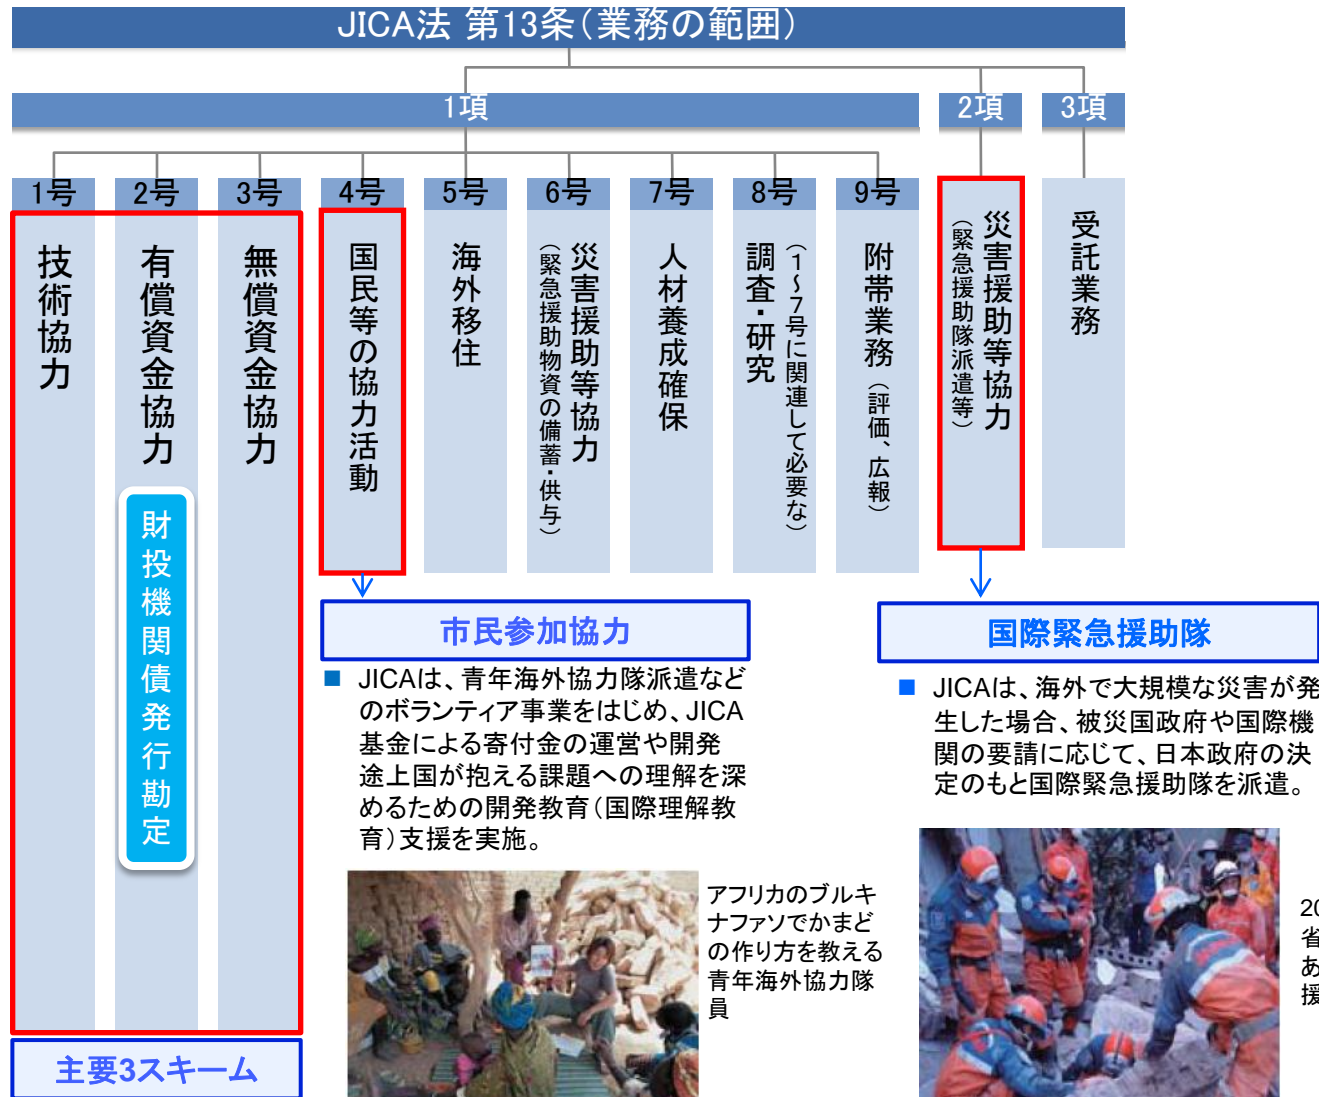 JICA法 第13条（業務の範囲）
1項
2項
3項
1号
2号
3号
4号
5号
6号
7号
8号
9号
技術協力
有償資金協力
財投機関債発行勘定
無償資金協力
国民等の協力活動
海外移住
災害援助等協力
（緊急援助物資の備蓄・供与）
人材養成確保
（１～７号に関連して必要な）
調査・研究
附帯業務（評価、広報）
災害援助等協力
（緊急援助隊派遣等）
受託業務
主要3スキーム
市民参加協力
■ JICAは、青年海外協力隊派遣など
のボランティア事業をはじめ、JICA
基金による寄付金の運営や開発
途上国が抱える課題への理解を深
めるための開発教育（国際理解教
育）支援を実施。
アフリカのブルキ
ナファソでかまど
の作り方を教える
青年海外協力隊
員
国際緊急援助隊
■ JICAは、海外で大規模な災害が発
生した場合、被災国政府や国際機
関の要請に応じて、日本政府の決
定のもと国際緊急援助隊を派遣。
20
省
あ
援